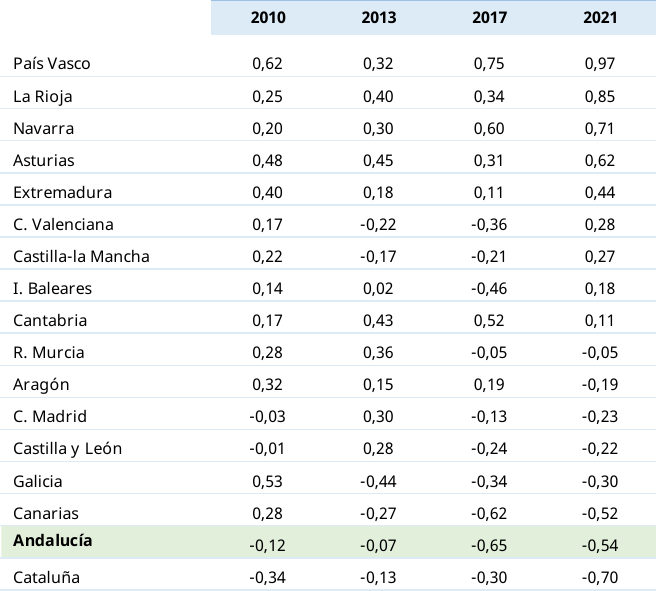 2010 2013 2017 2021
País Vasco 0,62 0,32 0,75 0,97
La Rioja 0,25 0,40 0,34 0,85
Navarra 0,20 0,30 0,60 0,71
Asturias 0,48 0,45 0,31 0,62
Extremadura 0,40 0,18 0,11 0,44
C. Valenciana 0,17 -0,22 -0,36 0,28
Castilla-la Mancha 0,22 -0,17 -0,21 0,27
I. Baleares 0,14 0,02 -0,46 0,18
Cantabria 0,17 0,43 0,52 0,11
R. Murcia 0,28 0,36 -0,05 -0,05
Aragón 0,32 0,15 0,19 -0,19
C. Madrid -0,03 0,30 -0,13 -0,23
Castilla y León -0,01 0,28 -0,24 -0,22
Galicia 0,53 -0,44 -0,34 -0,30
Canarias 0,28 -0,27 -0,62 -0,52
Andalucía -0,12 -0,07 -0,65 -0,54
Cataluña -0,34 -0,13 -0,30 -0,70